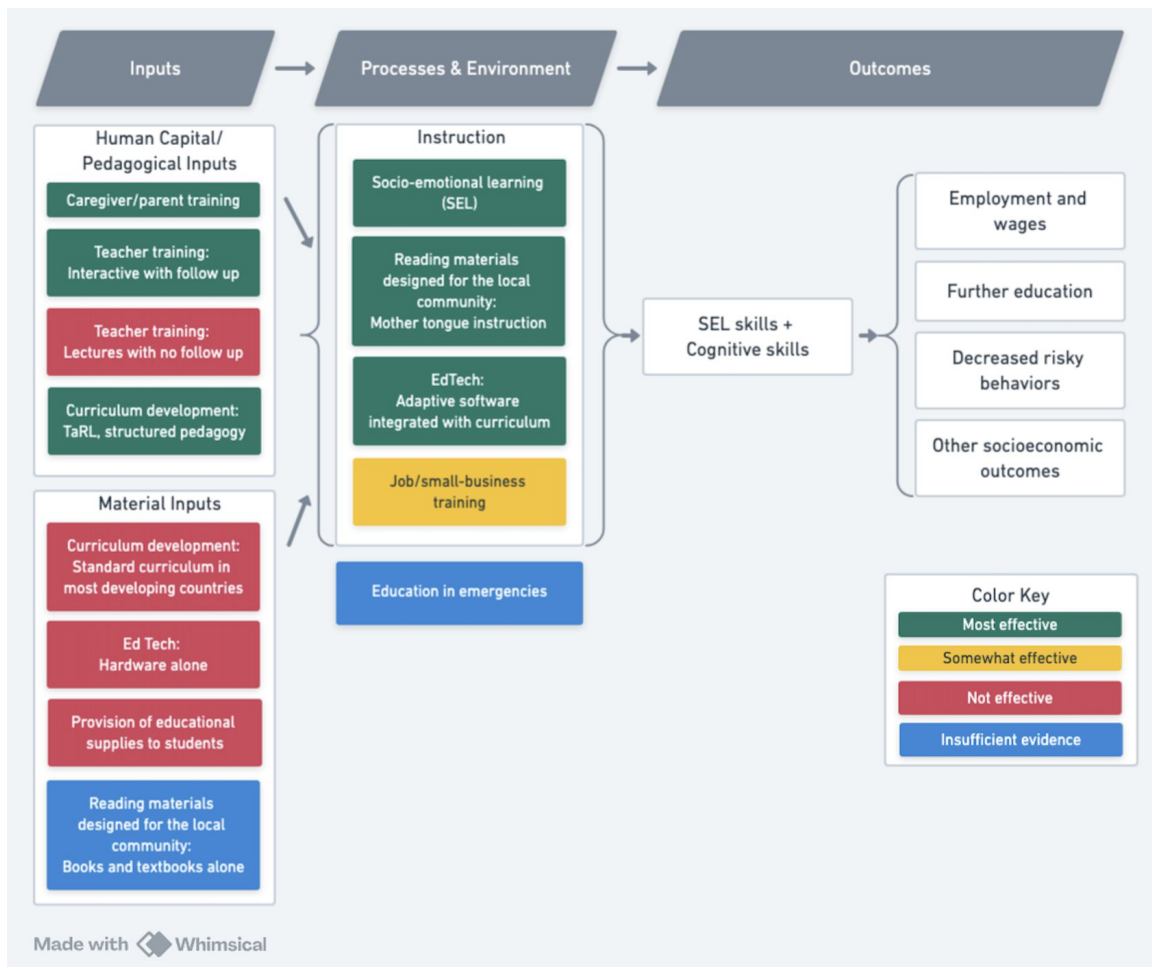 Inputs
Processes & Environment
Outcomes
Human Capital/
Pedagogical Inputs
Caregiver/parent training
Teacher training:
Interactive with follow up
Teacher training:
Lectures with no follow up
Curriculum development:
TaRL, structured pedagogy
Material Inputs
Curriculum development:
Standard curriculum in
most developing countries
Ed Tech:
Hardware alone
Provision of educational
supplies to students
Reading materials
designed for the local
community:
Books and textbooks alone
Instruction
Socio-emotional learning
(SEL)
Reading materials
designed for the local
community:
Mother tongue instruction
EdTech:
Adaptive software
integrated with curriculum
Job/small-business
training
Education in emergencies
SEL skills +
Cognitive skills
Employment and
wages
Further education
Decreased risky
behaviors
Other socioeconomic
outcomes
Color Key
Most effective
Somewhat effective
Not effective
Insufficient evidence
Made with Whimsical